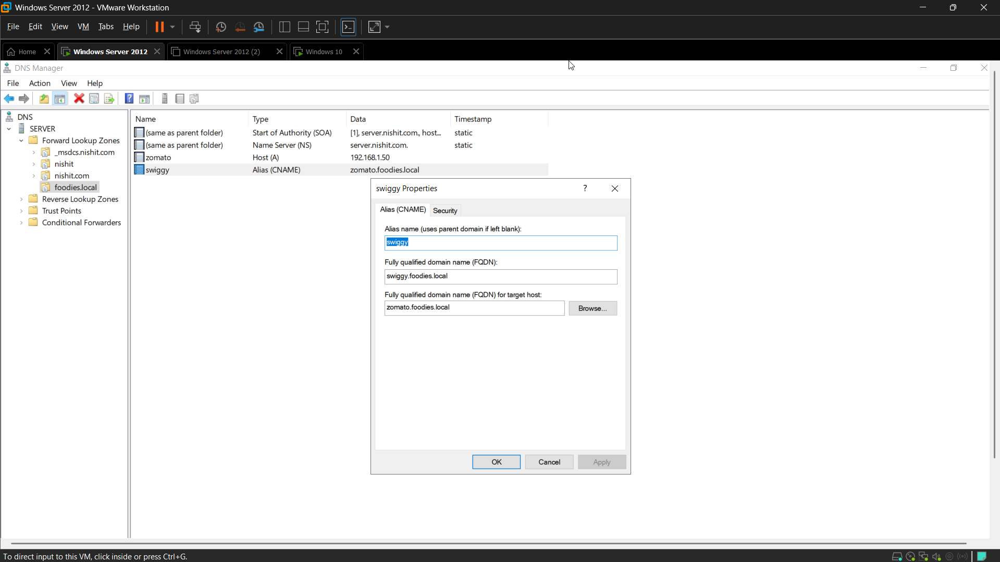 Windows Server 2012 - VMware Workstation
File Edit View VM Tabs Help
Home Windows Server 2012 Windows Server 2012 (2) Windows 10
DNS Manager
File Action View Help
DNS
SERVER
Forward Lookup Zones
_msdcs.nishit.com
nishit
nishit.com
foodies.local
Reverse Lookup Zones
Trust Points
Conditional Forwarders
Name Type Data Timestamp
(same as parent folder) Start of Authority (SOA) [1], server.nishit.com., host... static
(same as parent folder) Name Server (NS) server.nishit.com. static
zomato Host (A) 192.168.1.50
swiggy Alias (CNAME) zomato.foodies.local
swiggy Properties ?
Alias (CNAME) Security
Alias name (uses parent domain if left blank):
swiggy
Fully qualified domain name (FQDN):
swiggy.foodies.local
Fully qualified domain name (FQDN) for target host:
zomato.foodies.local Browse...
OK Cancel Apply
To direct input to this VM, click inside or press Ctrl+G.